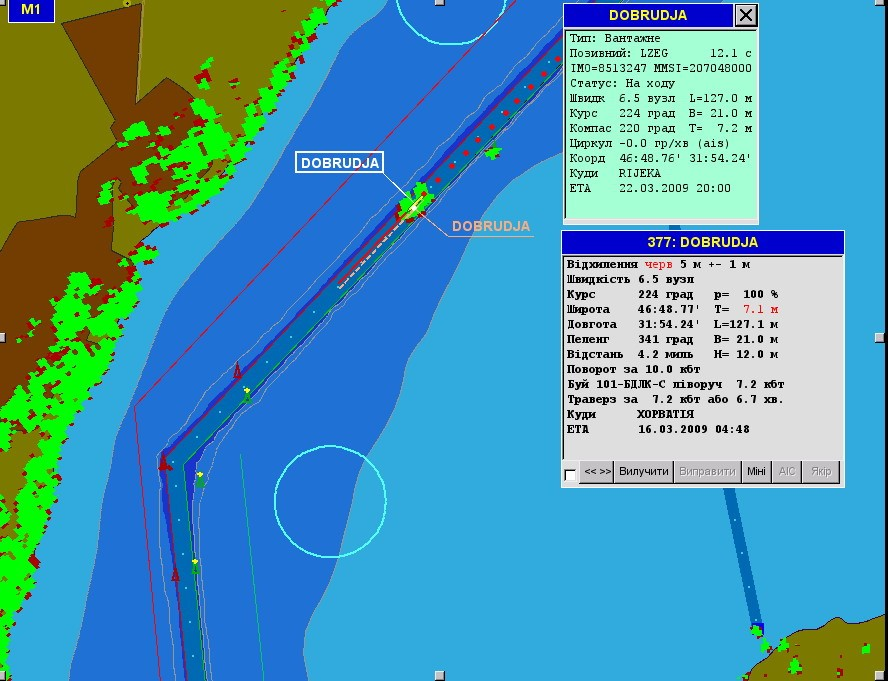 M1
DOBRUDJA
DOBRUDJA
DOBRUDJA
Тип: Вантажне
Позивний: LZEG 12.1 с
IMO=8513247 MMSI=207048000
Статус: На ходу
Швидк 6.5 вузл L=127.0 м
Курс 224 град B= 21.0 м
Компас 220 град T= 7.2 м
Циркул -0.0 гр/хв (ais)
Коорд 46:48.76' 31:54.24'
Куди RIJEKA
ETA 22.03.2009 20:00
377: DOBRUDJA
Відхилення черв 5 м +- 1 м
Швидкість 6.5 вузл
Курс 224 град p= 100 %
Широта 46:48.77' T= 7.1 м
Довгота 31:54.24' L=127.1 м
Пеленг 341 град B= 21.0 м
Відстань 4.2 миль H= 12.0 м
Поворот за 10.0 кбт
Буй 101-БДЛК-С піворуч 7.2 кбт
Траверз за 7.2 кбт або 6.7 хв.
Куди ХОРВАТІЯ
ETA 16.03.2009 04:48
<< >> Вилучити Виправити Міні АІС Якір